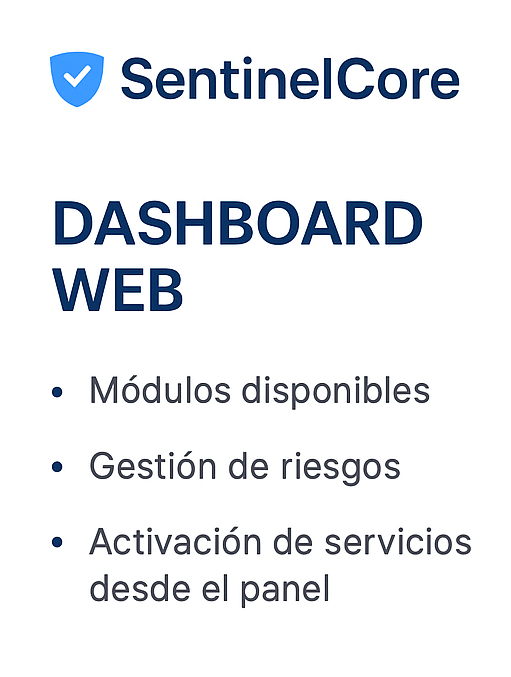 SentinelCore
DASHBOARD
WEB
• Módulos disponibles
• Gestión de riesgos
• Activación de servicios
desde el panel